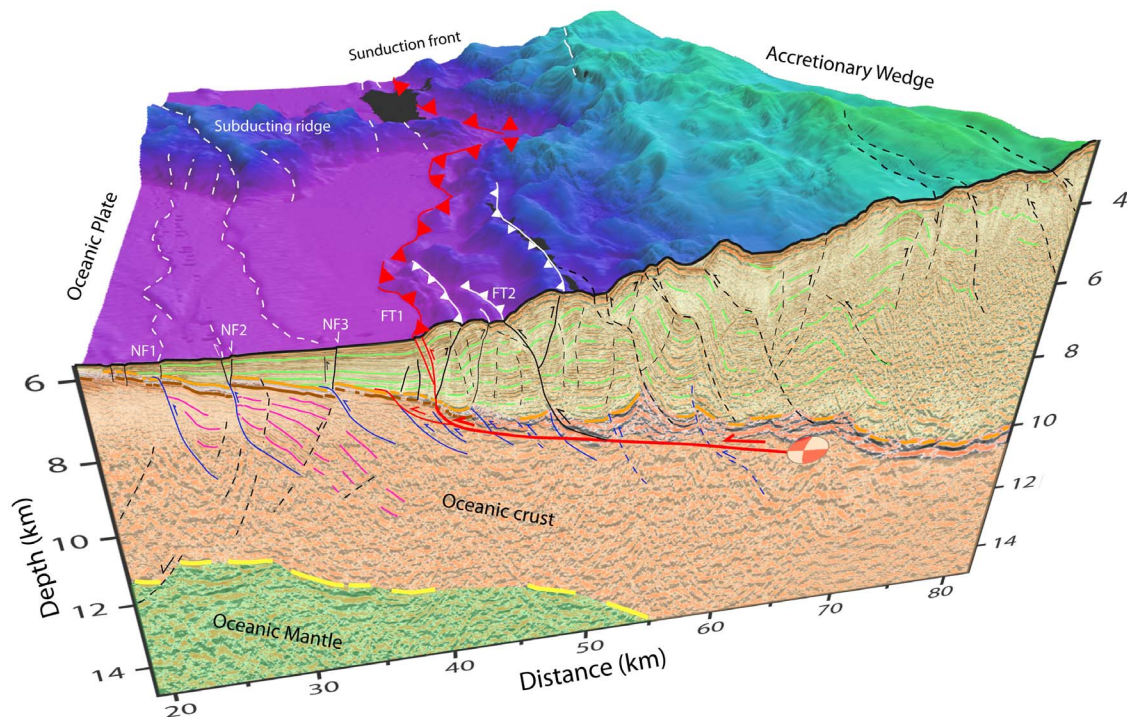 Sunduction front
Accretionary Wedge
Subducting ridge
Oceanic Plate
FT2
FT1
NF3
NF2
NF1
4
6
8
10
12
14
6
8
10
12
14
Depth (km)
Oceanic crust
Oceanic Mantle
20
30
40
50
60
70
80
Distance (km)